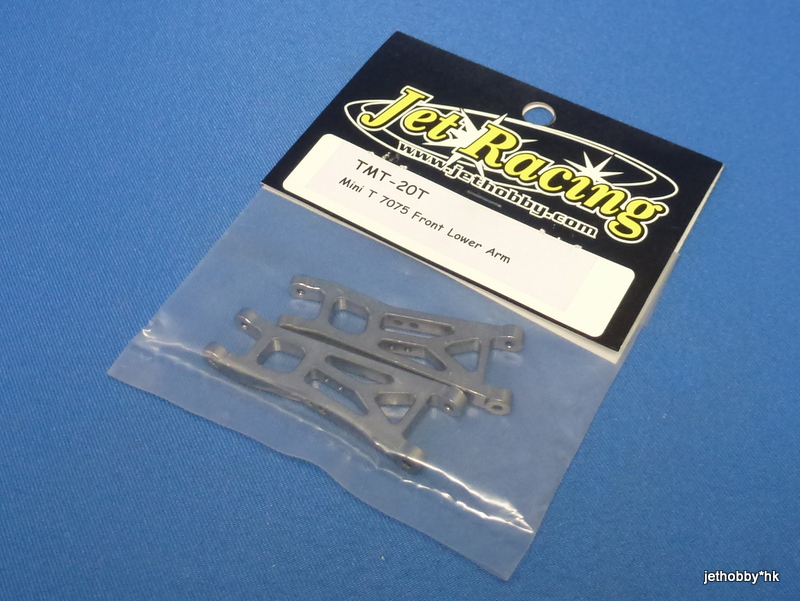 Jet Racing
www.jethobby.com
TMT-20T
Mini T 7075 Front Lower Arm
jethobby*hk